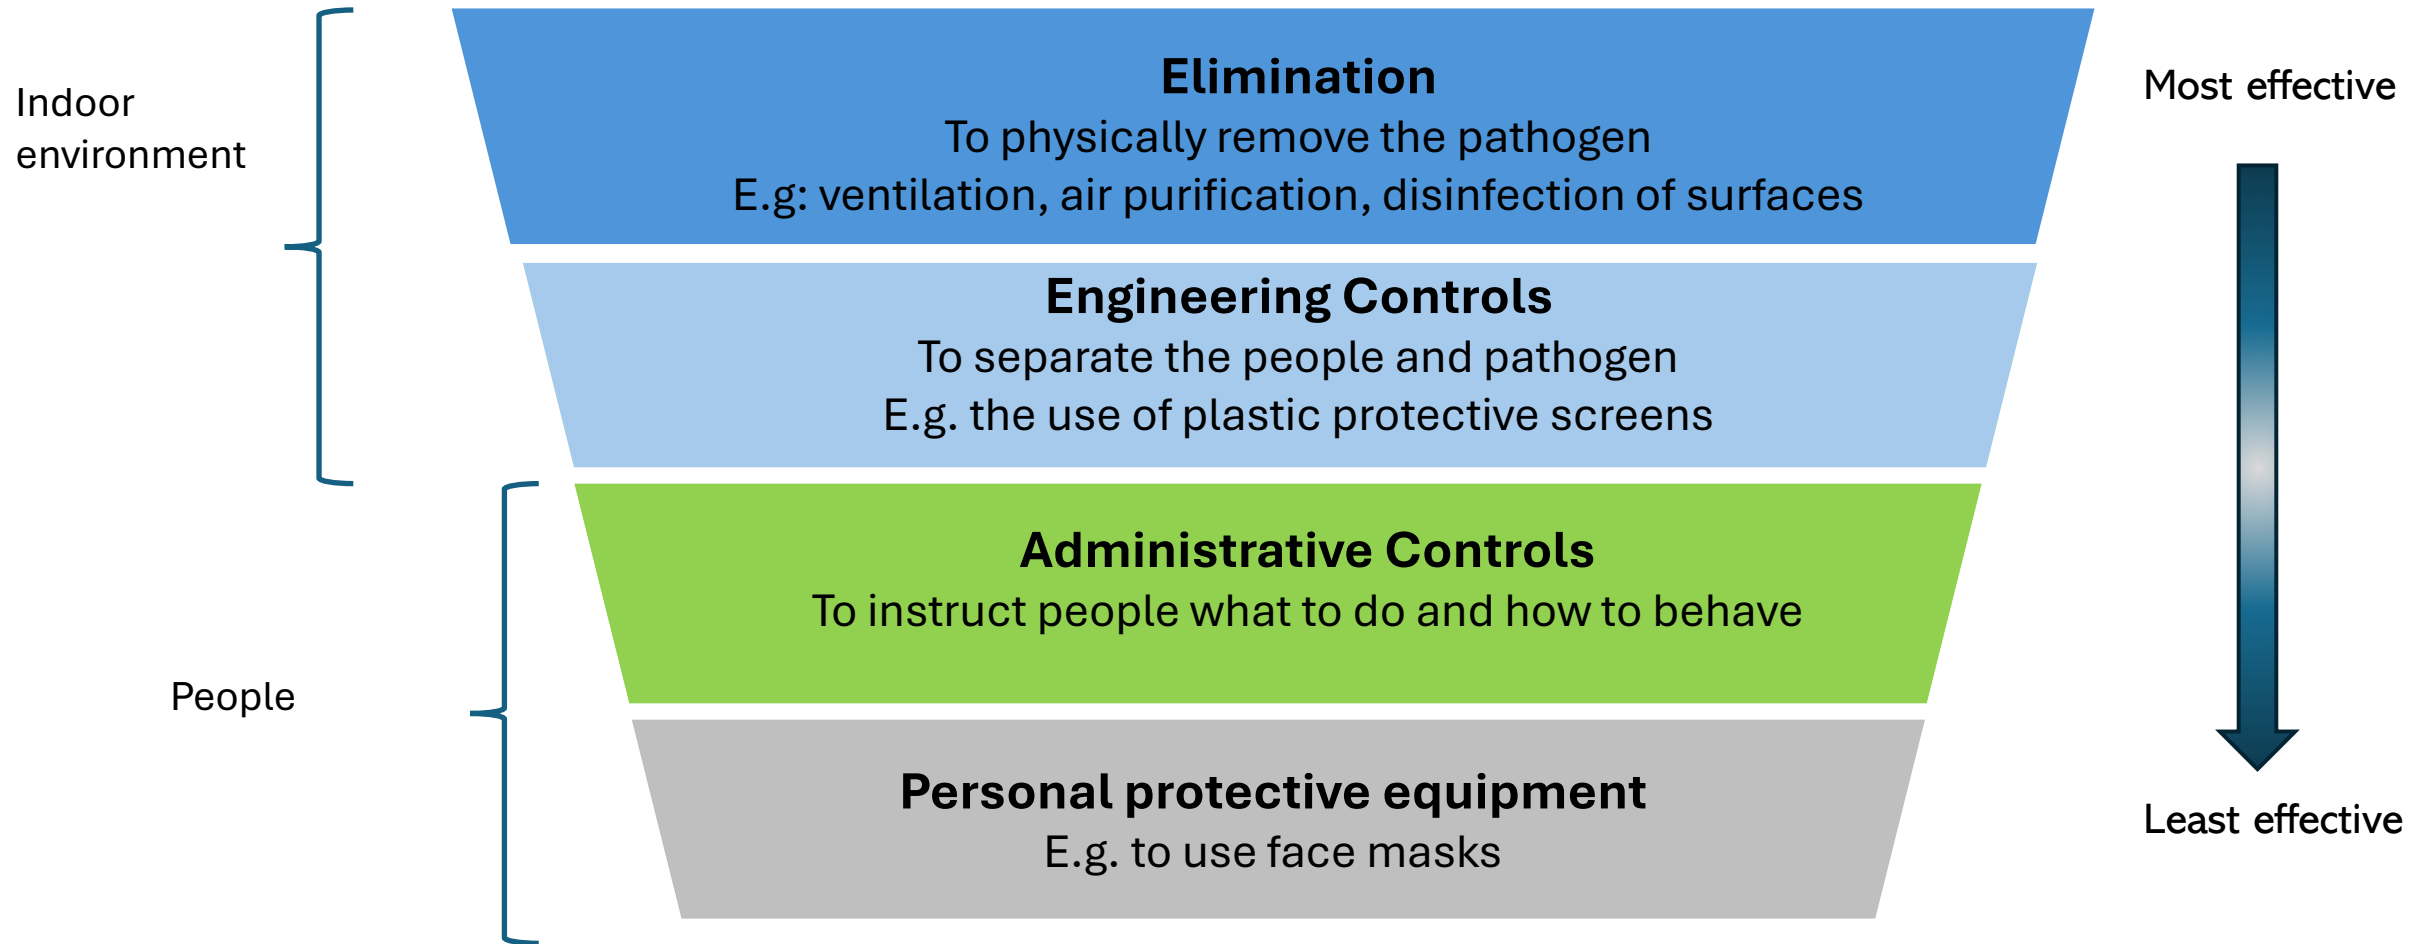 Indoor
environment
Elimination
To physically remove the pathogen
E.g: ventilation, air purification, disinfection of surfaces
Most effective
Engineering Controls
To separate the people and pathogen
E.g. the use of plastic protective screens
Administrative Controls
To instruct people what to do and how to behave
People
Personal protective equipment
E.g. to use face masks
Least effective